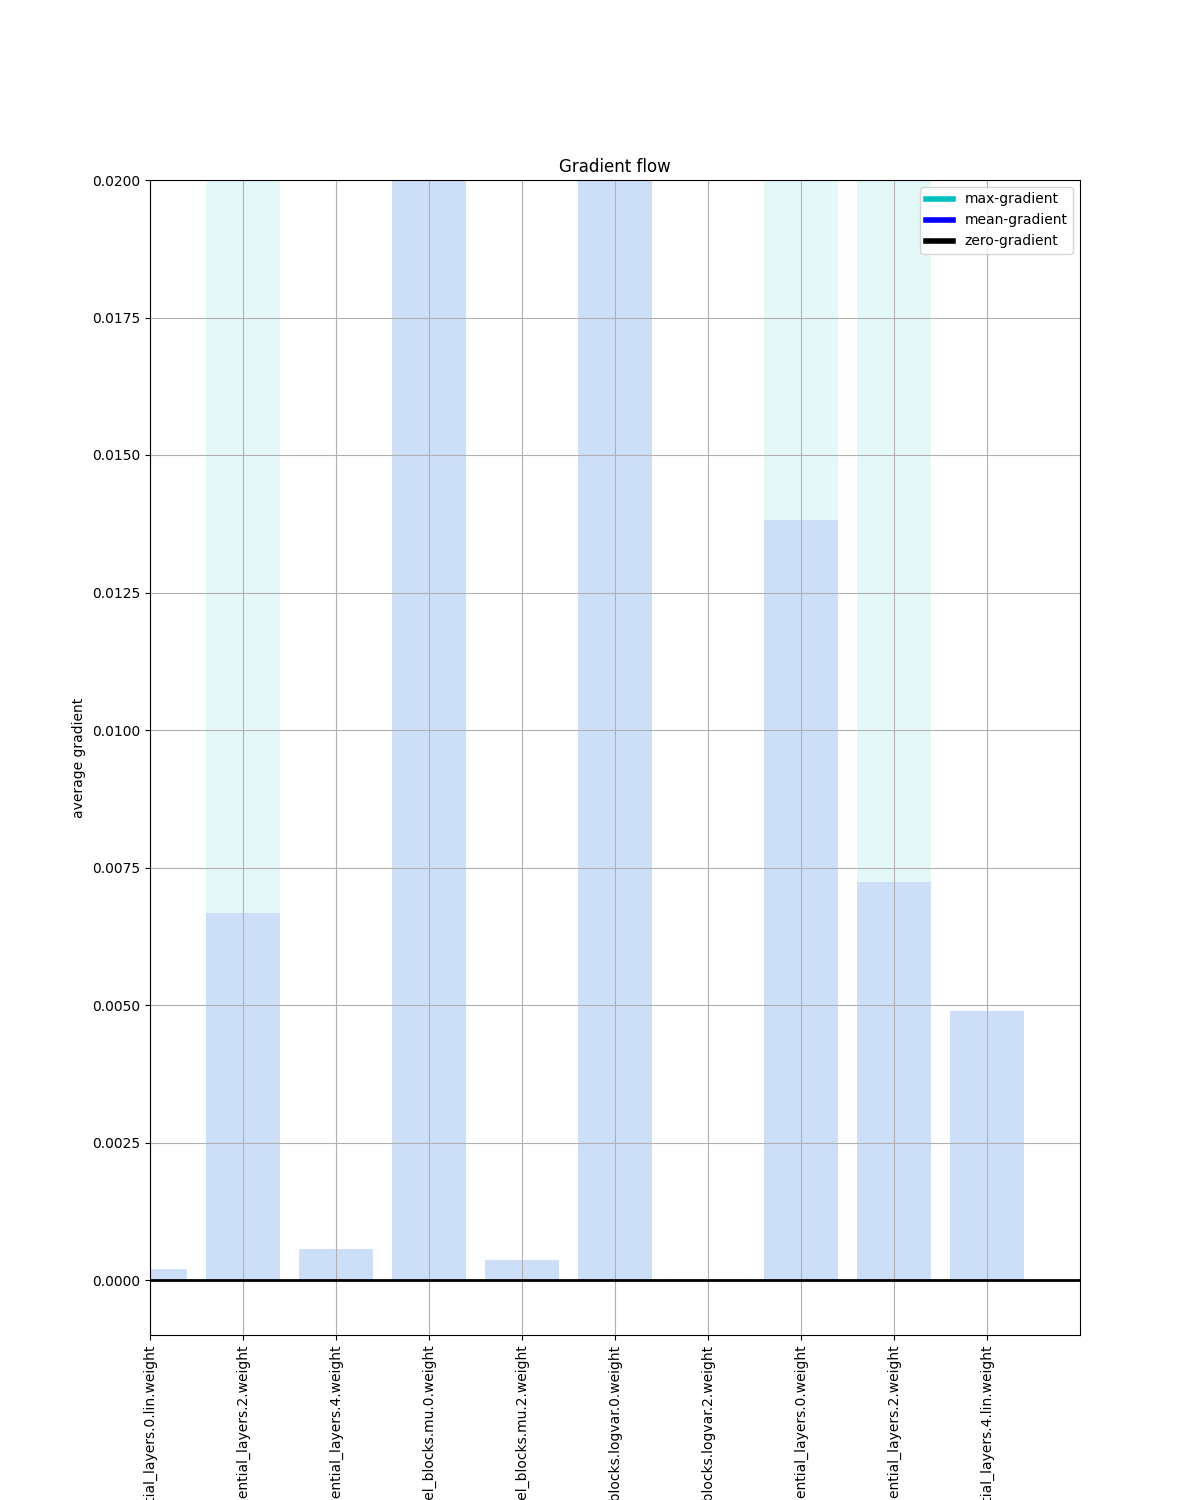 Gradient flow
max-gradient
mean-gradient
zero-gradient
0.0200
0.0175
0.0150
0.0125
0.0100
0.0075
0.0050
0.0025
0.0000
average gradient
tial_layers.0.lin.weight
ential_layers.2.weight
ential_layers.4.weight
el_blocks.mu.0.weight
el_blocks.mu.2.weight
blocks.logvar.0.weight
blocks.logvar.2.weight
ential_layers.0.weight
ential_layers.2.weight
tial_layers.4.lin.weight